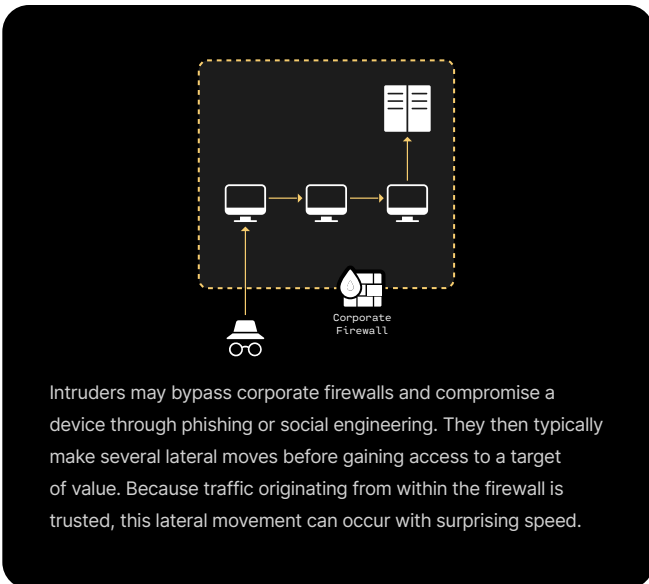 Corporate
Firewall
Intruders may bypass corporate firewalls and compromise a
device through phishing or social engineering. They then typically
make several lateral moves before gaining access to a target
of value. Because traffic originating from within the firewall is
trusted, this lateral movement can occur with surprising speed.